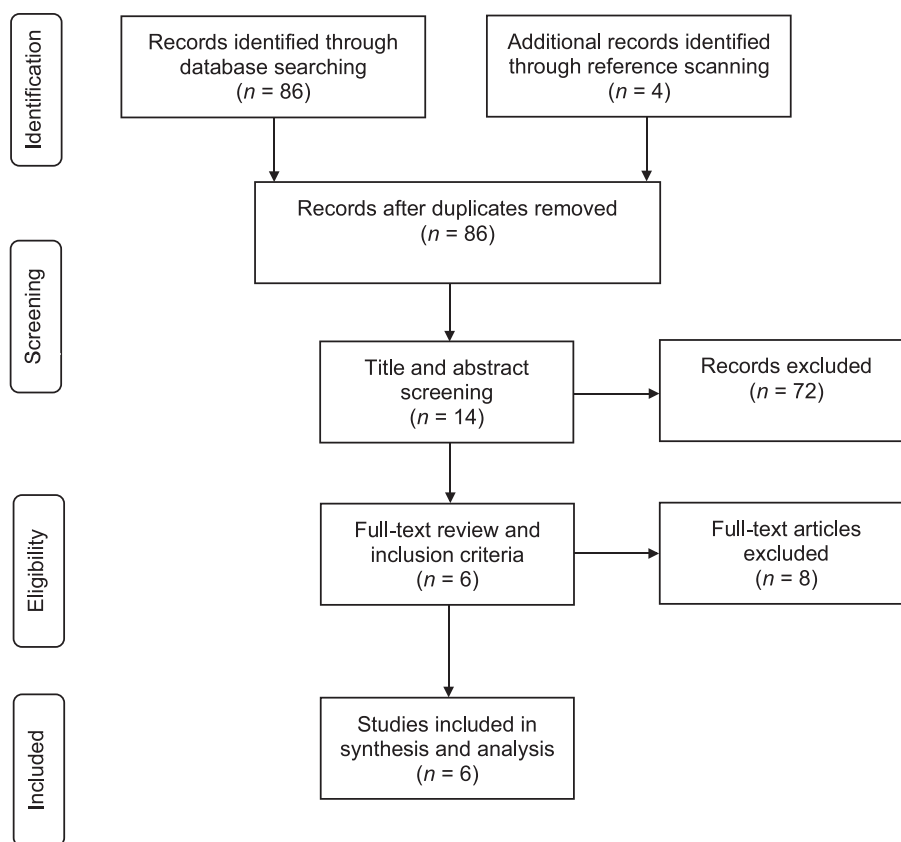 Identification
Records identified through
database searching
(n = 86)
Additional records identified
through reference scanning
(n = 4)
Records after duplicates removed
(n = 86)
Screening
Title and abstract
screening
(n = 14)
Records excluded
(n = 72)
Eligibility
Full-text review and
inclusion criteria
(n = 6)
Full-text articles
excluded
(n = 8)
Included
Studies included in
synthesis and analysis
(n = 6)